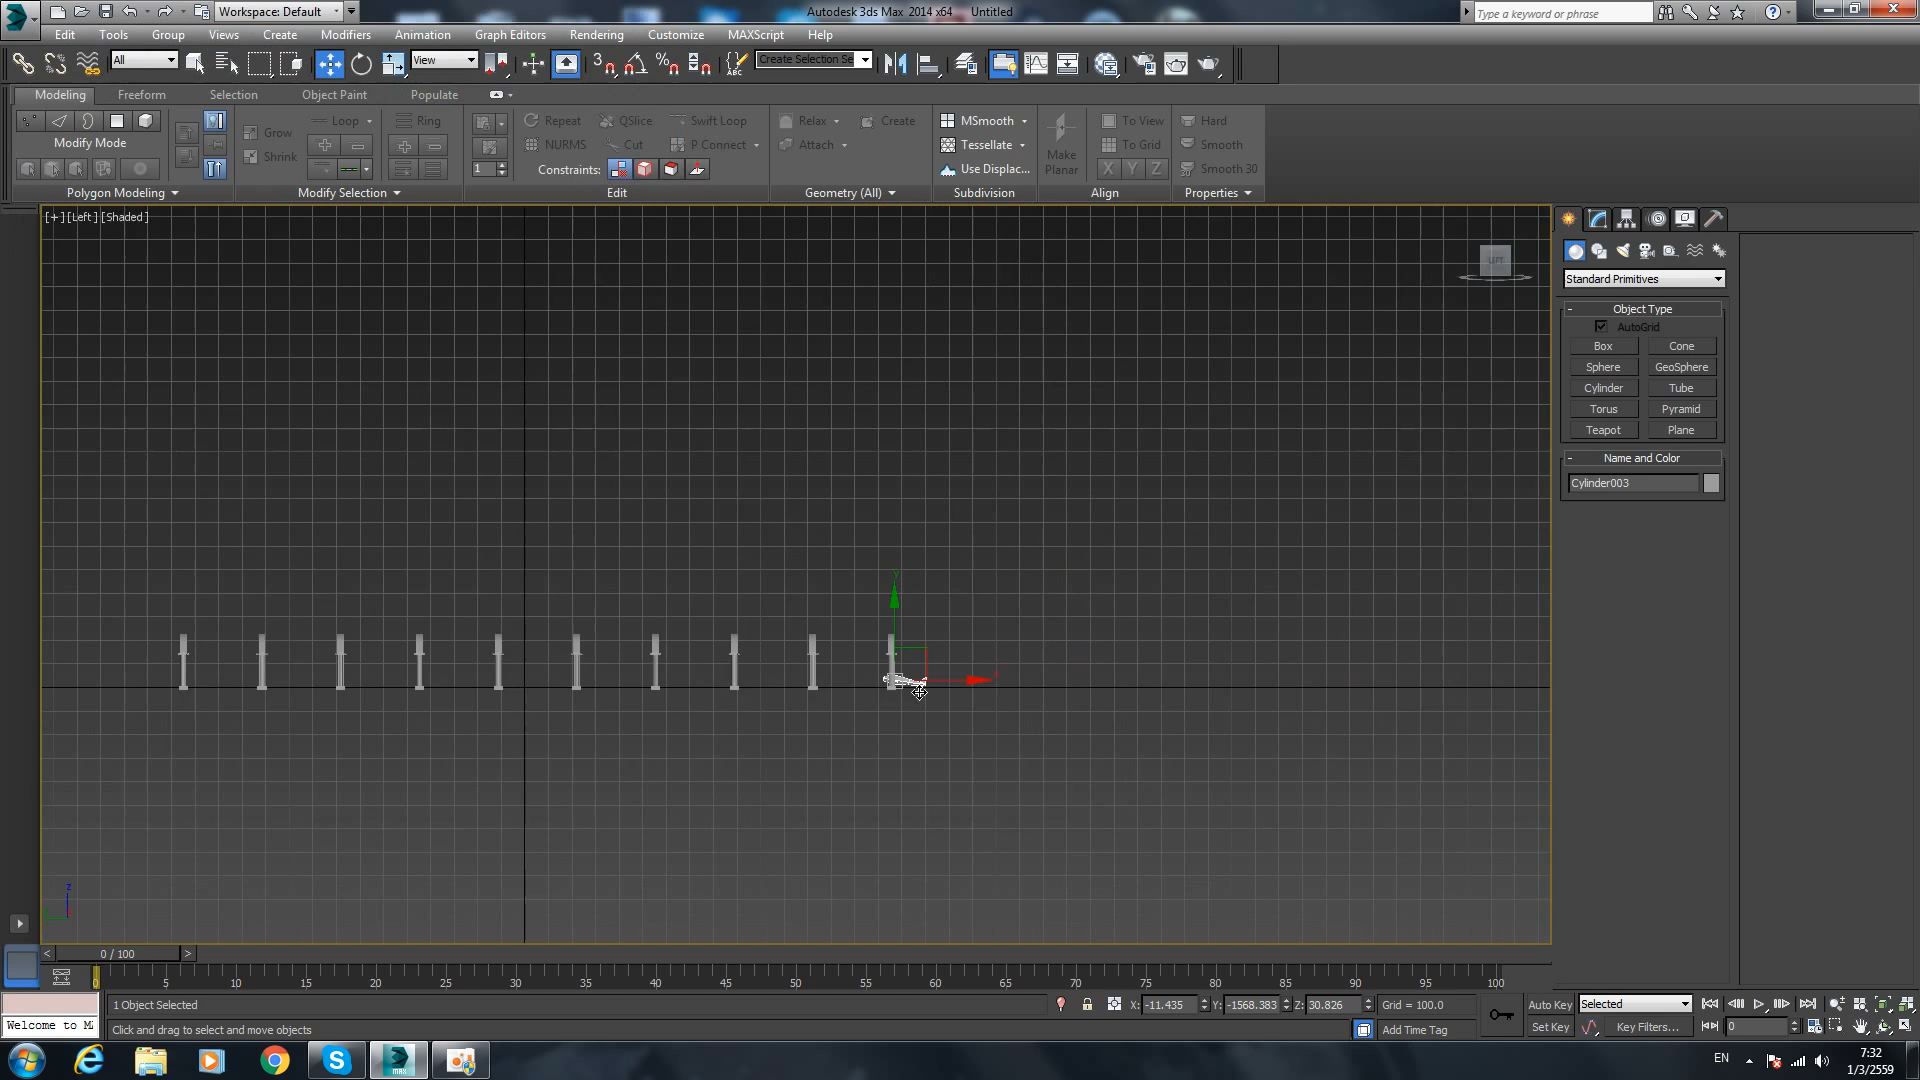 Workspace: Default
Autodesk 3ds Max 2014 x64 Untitled
Type a keyword or phrase
Edit Tools Group Views Create Modifiers Animation Graph Editors Rendering Customize MAXScript Help
All View Create Selection Se
Modeling Freeform Selection Object Paint Populate
Loop Ring Repeat QSlice Swift Loop Relax Create MSmooth To View Hard
Grow
Modify Mode NURMS Cut P Connect Attach Tessellate Make Planar To Grid Smooth
Shrink
1 Constraints: Use Displac... X Y Z Smooth 30
Polygon Modeling Modify Selection Edit Geometry (All) Subdivision Align Properties
[+] [Left] [Shaded]
LEFT
Standard Primitives
- Object Type
AutoGrid
Box Cone
Sphere GeoSphere
Cylinder Tube
Torus Pyramid
Teapot Plane
- Name and Color
Cylinder003
y
z
< 0 / 100 >
0 5 10 15 20 25 30 35 40 45 50 55 60 65 70 75 80 85 90 95 100
1 Object Selected X: -11.435 Y: -1568.383 Z: 30.826 Grid = 100.0 Auto Key Selected
Welcome to M Click and drag to select and move objects Add Time Tag Set Key Key Filters... 0
EN 7:32
1/3/2559